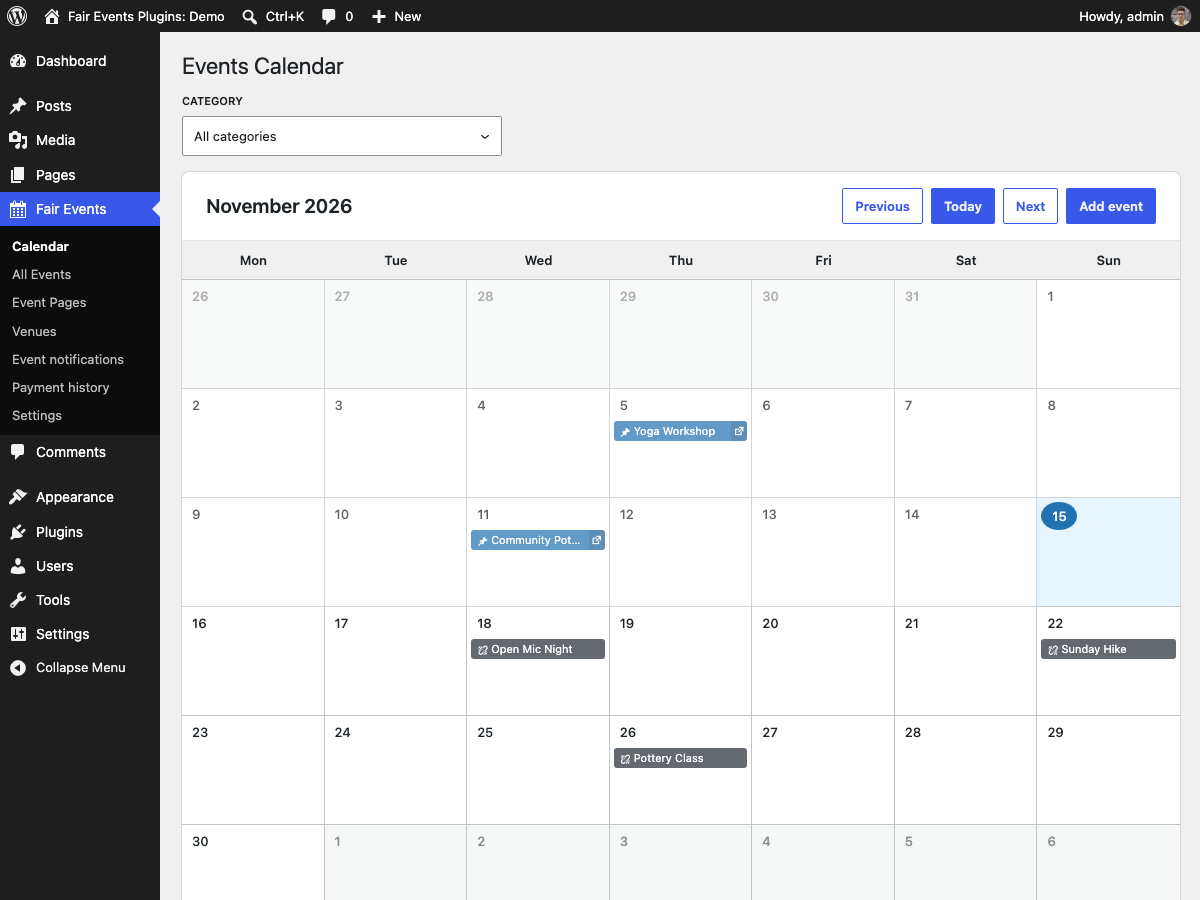 Fair Events Plugins: Demo Ctrl+K 0 New Howdy, admin
Dashboard
Posts
Media
Pages
Fair Events
Calendar
All Events
Event Pages
Venues
Event notifications
Payment history
Settings
Comments
Appearance
Plugins
Users
Tools
Settings
Collapse Menu
Events Calendar
CATEGORY
All categories
November 2026 Previous Today Next Add event
Mon Tue Wed Thu Fri Sat Sun
26 27 28 29 30 31 1
2 3 4 5 6 7 8
Yoga Workshop
9 10 11 12 13 14 15
Community Pot...
16 17 18 19 20 21 22
Open Mic Night Sunday Hike
23 24 25 26 27 28 29
Pottery Class
30 1 2 3 4 5 6